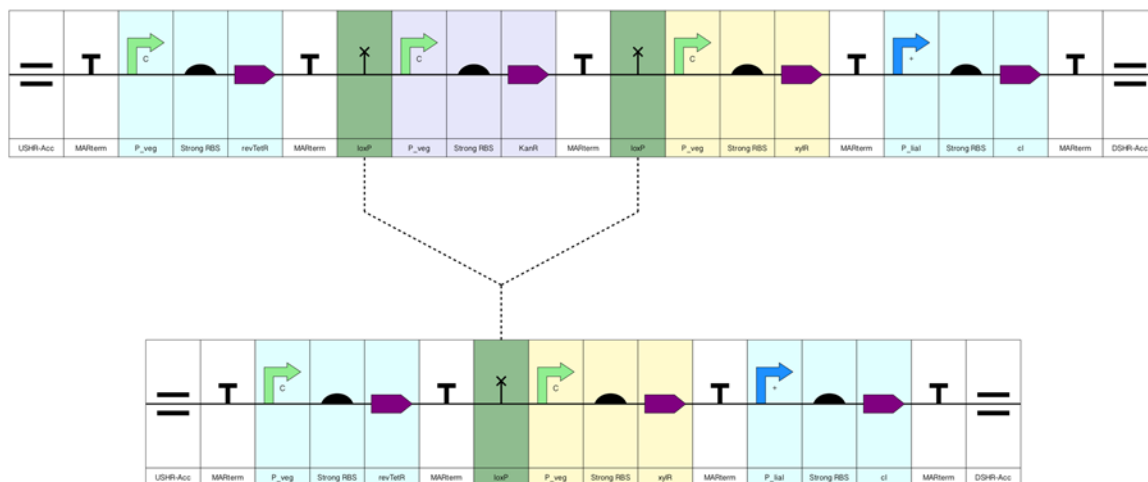 C C C +
USHR-Acc MARterm P_veg Strong RBS revTetR MARterm loxP P_veg Strong RBS KanR MARterm loxP P_veg Strong RBS xylR MARterm P_liaI Strong RBS cI MARterm DSHR-Acc
C C +
USHR-Acc MARterm P_veg Strong RBS revTetR MARterm loxP P_veg Strong RBS xylR MARterm P_liaI Strong RBS cI MARterm DSHR-Acc